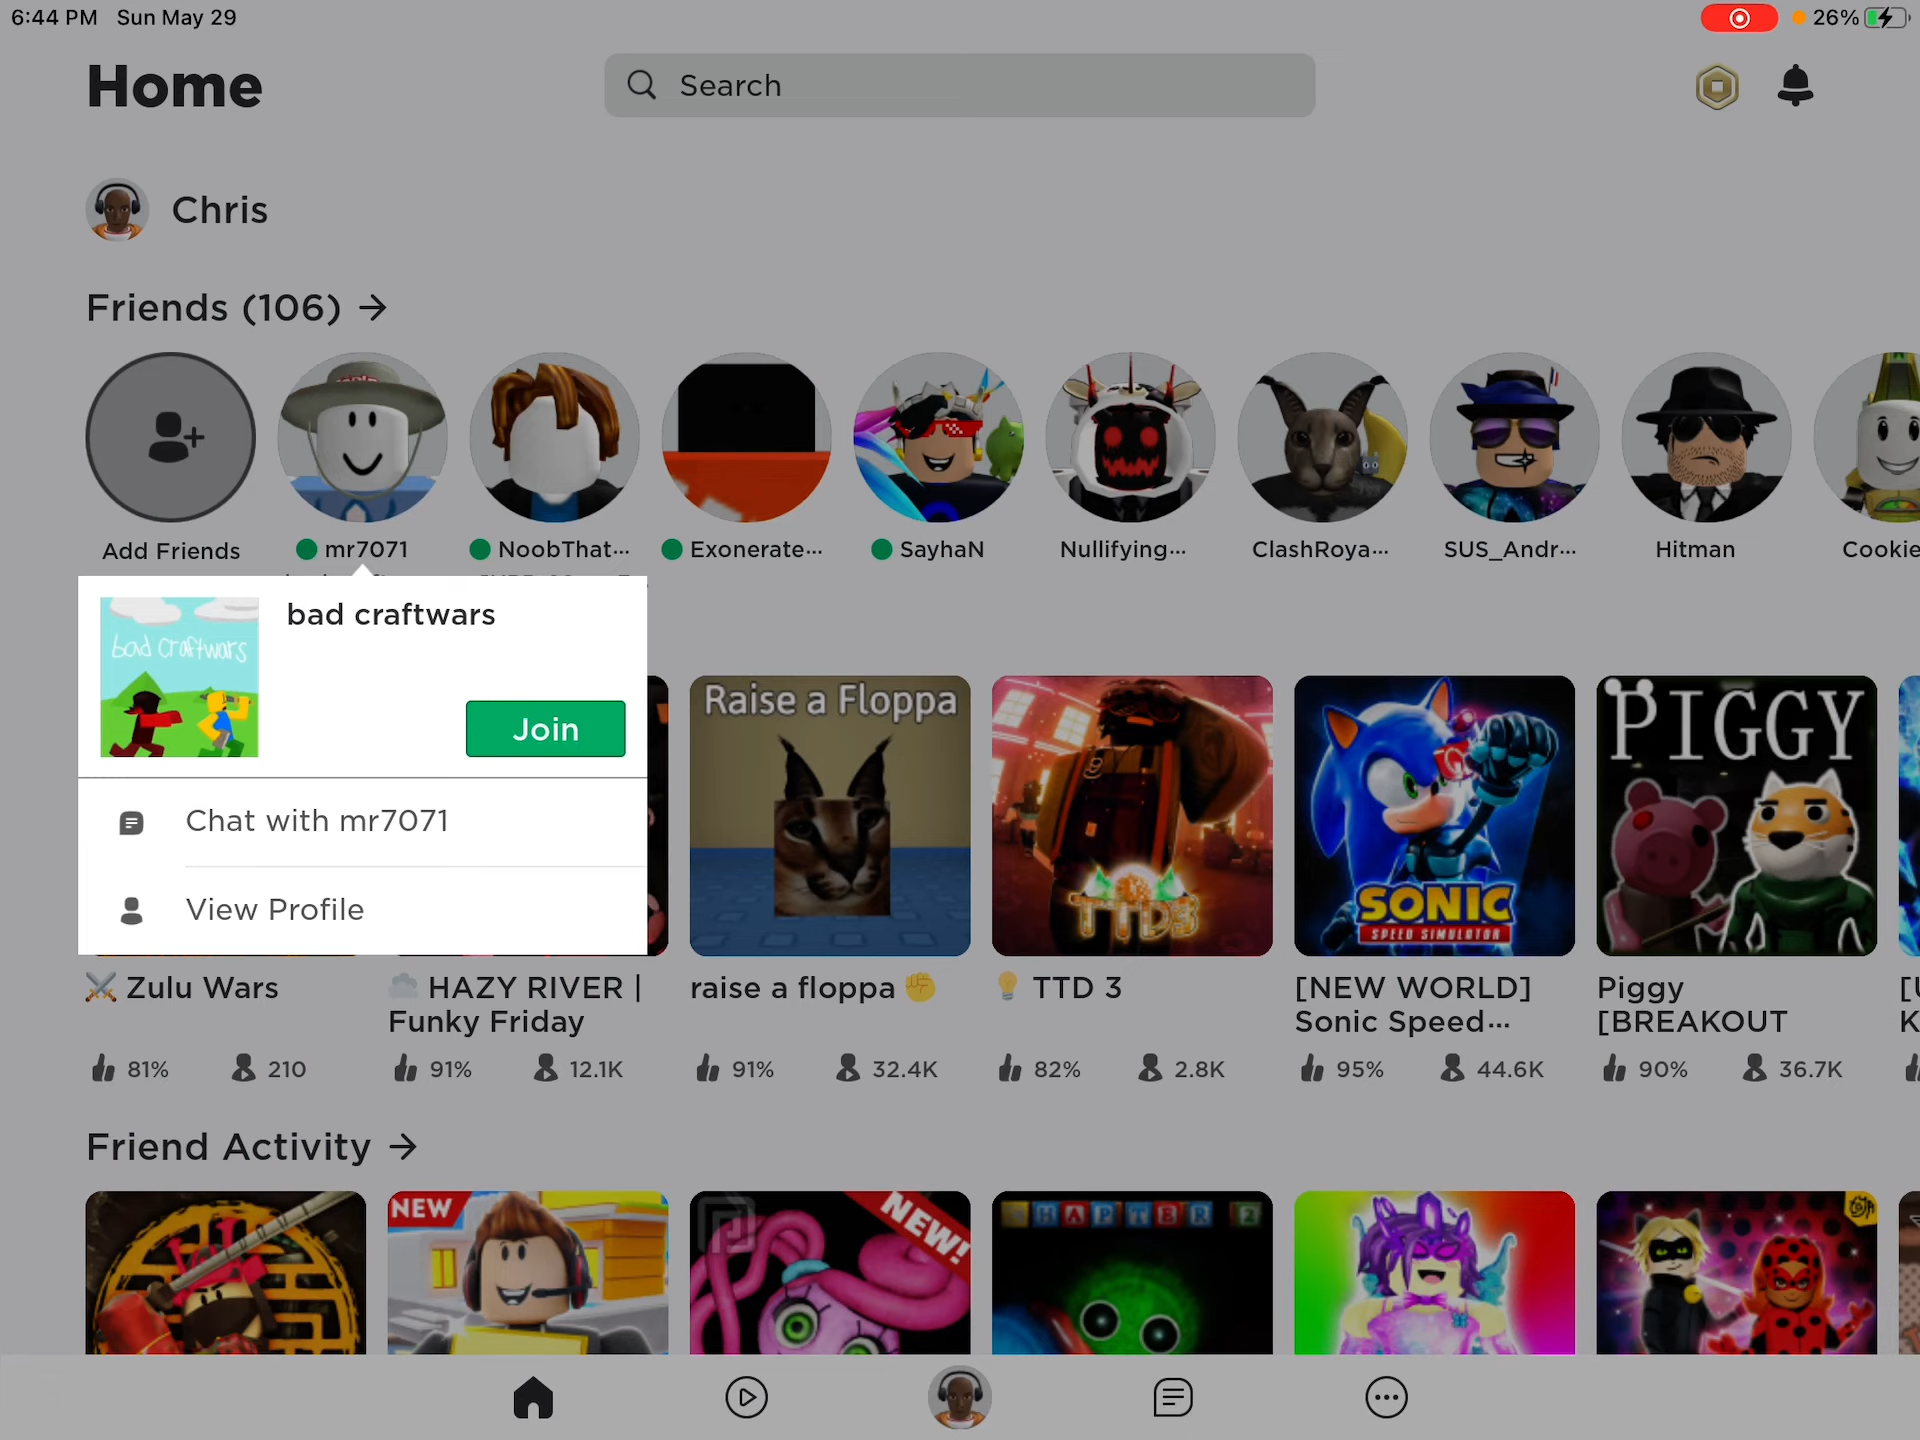 6:44 PM Sun May 29
26%
Home
Search
Chris
Friends (106) →
Add Friends
mr7071
NoobThat...
Exonerate...
SayhaN
Nullifying...
ClashRoya...
SUS_Andr...
Hitman
Cookie
bad craftwars
bad craftwars
Join
Chat with mr7071
View Profile
Raise a Floppa
TTD3
SONIC
SPEED SIMULATOR
PIGGY
⚔️ Zulu Wars
HAZY RIVER |
Funky Friday
raise a floppa ✊
💡 TTD 3
[NEW WORLD]
Sonic Speed...
Piggy
[BREAKOUT
81% 210
91% 12.1K
91% 32.4K
82% 2.8K
95% 44.6K
90% 36.7K
Friend Activity →
NEW
NEW!
CHAPTER 2